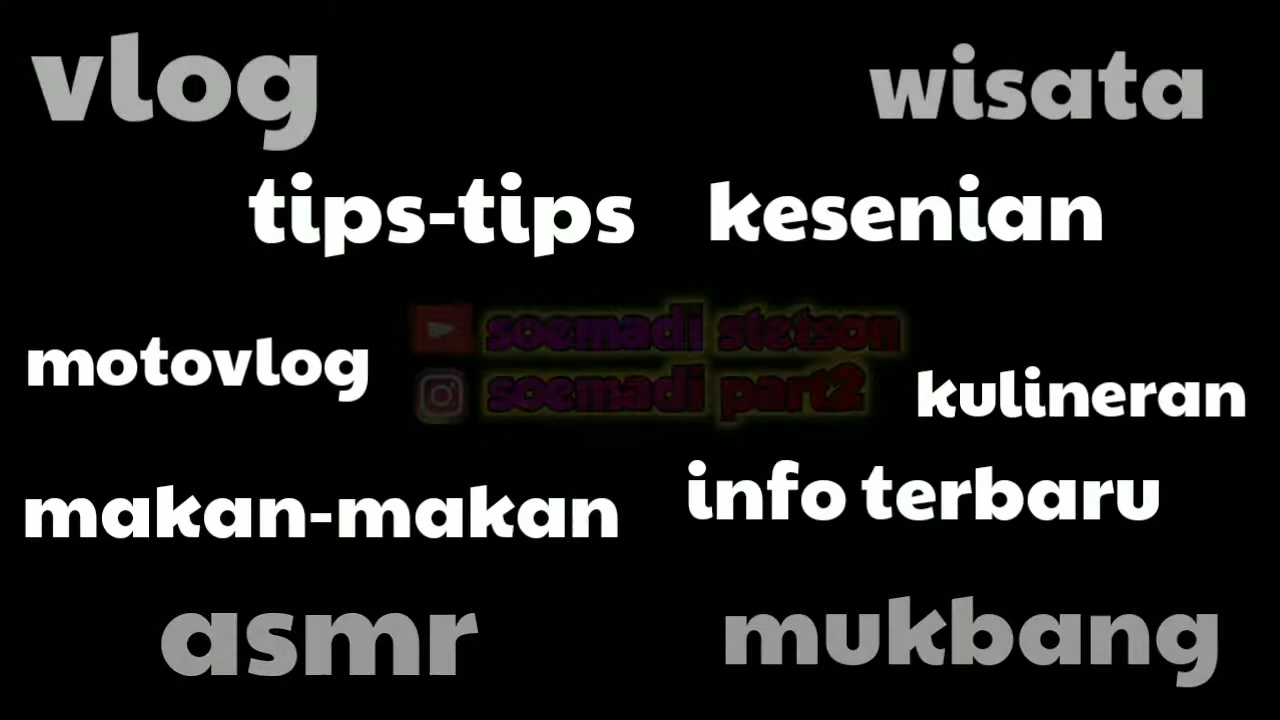 vlog
wisata
tips-tips
kesenian
soemadi stetson
motovlog
soemadi part2
kulineran
makan-makan
info terbaru
asmr
mukbang